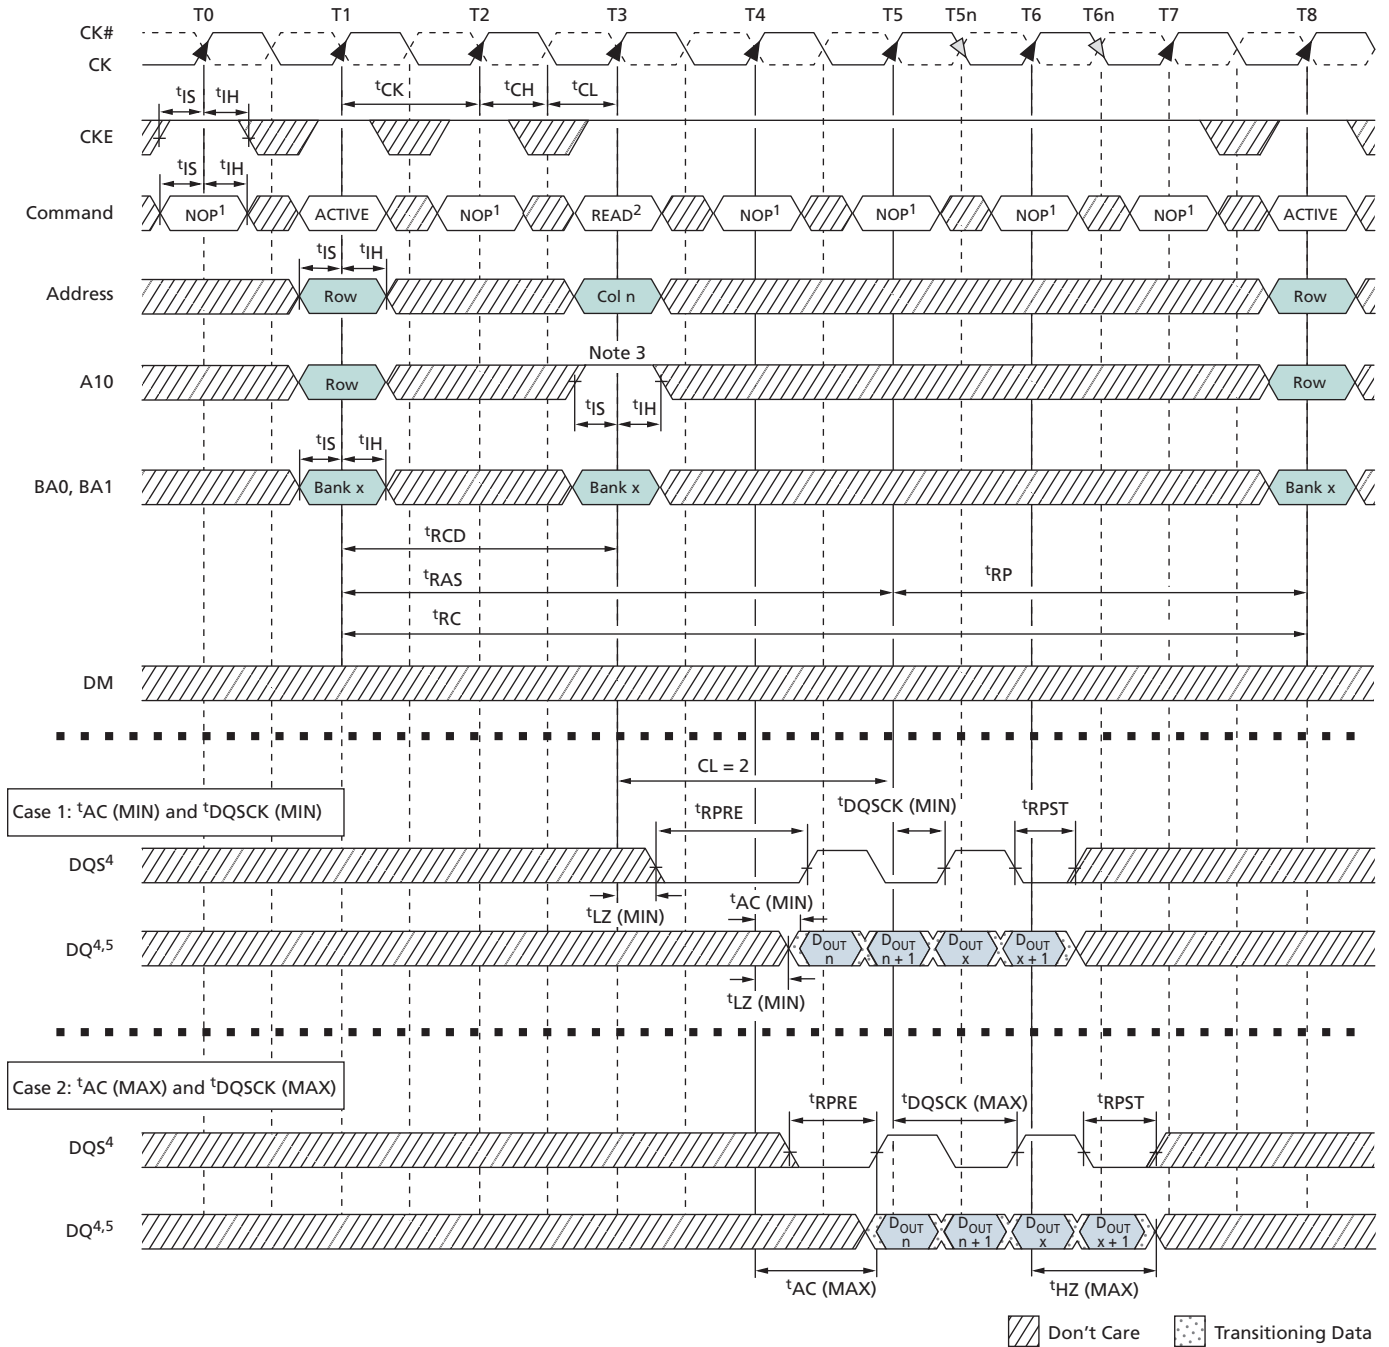 T0 T1 T2 T3 T4 T5 T5n T6 T6n T7 T8
CK#
CK
tCK tCH tCL
tIS tIH
CKE
tIS tIH
Command NOP1 ACTIVE NOP1 READ2 NOP1 NOP1 NOP1 NOP1 ACTIVE
tIS tIH
Address Row Col n Row
Note 3
A10 Row Row
tIS tIH
tIS tIH
BA0, BA1 Bank x Bank x Bank x
tRCD
tRAS tRP
tRC
DM
CL = 2
Case 1: tAC (MIN) and tDQSCK (MIN)
tRPRE tDQSCK (MIN) tRPST
DQS4
tLZ (MIN) tAC (MIN)
DQ4,5 DOUT n DOUT n + 1 DOUT x DOUT x + 1
tLZ (MIN)
Case 2: tAC (MAX) and tDQSCK (MAX)
tRPRE tDQSCK (MAX) tRPST
DQS4
DQ4,5 DOUT n DOUT n + 1 DOUT x DOUT x + 1
tAC (MAX) tHZ (MAX)
Don't Care Transitioning Data